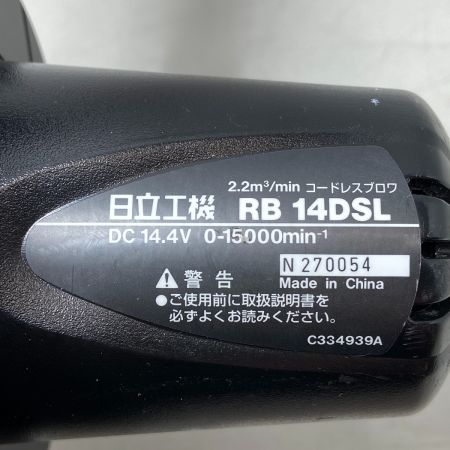 2.2m³/min コードレスブロワ
日立工機 RB 14DSL
DC 14.4V 0-15000min⁻¹
N 270054
⚠警告 Made in China
●ご使用前に取扱説明書を
必ずよくお読みください。
C334939A